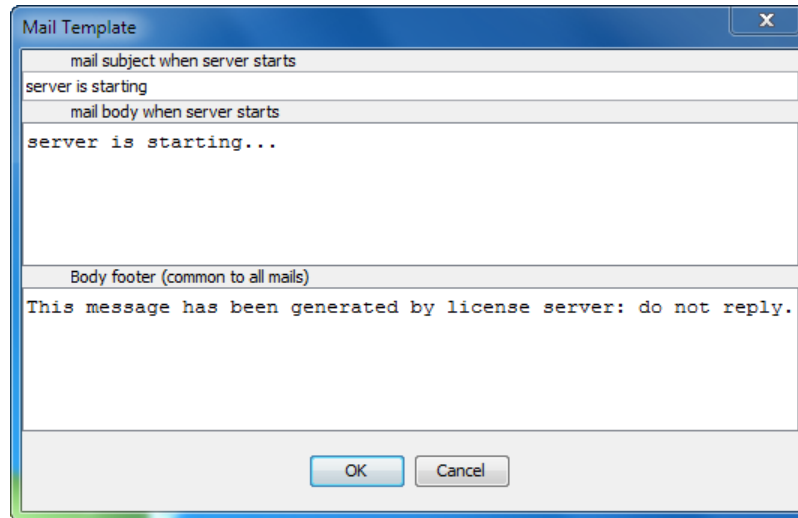 Mail Template
X
mail subject when server starts
server is starting
mail body when server starts
server is starting...
Body footer (common to all mails)
This message has been generated by license server: do not reply.
OK Cancel